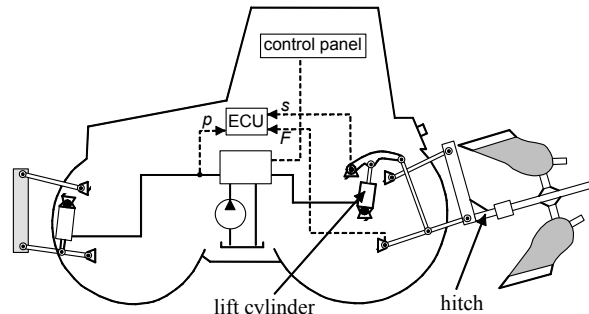 control panel
s
p
ECU
F
lift cylinder
hitch